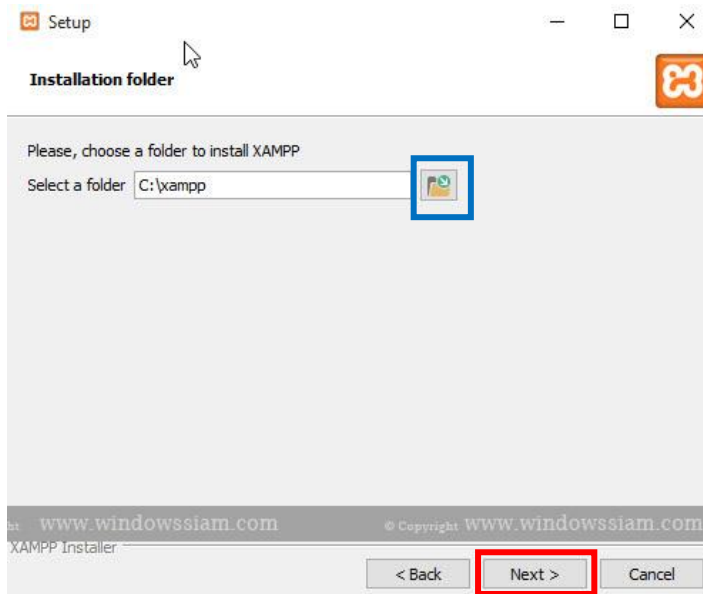 Setup
Installation folder
Please, choose a folder to install XAMPP
Select a folder C:\xampp
www.windowssiam.com © Copyright www.windowssiam.com
XAMPP Installer
< Back Next > Cancel